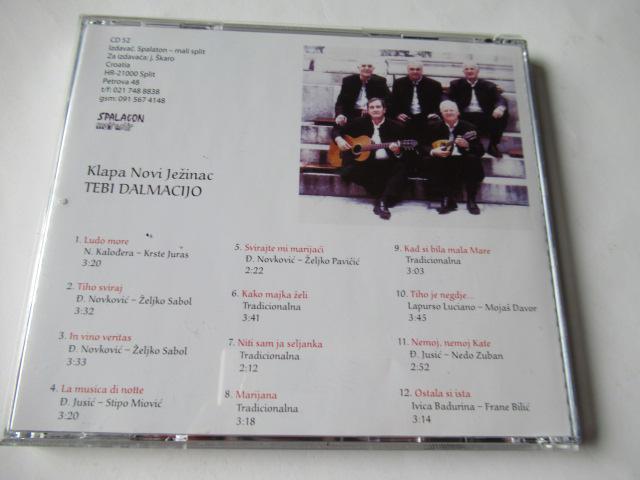 CD 52
Izdavač. Spalaton – mali split
Za izdavača: j. Škaro
Croatia
HR-21000 Split
Petrova 48
t/f: 021 748 8838
gsm: 091 567 4148
Klapa Novi Ježinac
TEBI DALMACIJO
1. Ludo more
N. Kalođera – Krste Juras
3:20
2. Tiho sviraj
Đ. Novković – Željko Sabol
3:32
3. In vino veritas
Đ. Novković – Željko Sabol
3:33
4. La musica di notte
Đ. Jusić – Stipo Miović
3:20
5. Svirajte mi marijaći
Đ. Novković – Željko Pavičić
2:22
6. Kako majka želi
Tradicionalna
3:41
7. Niti sam ja seljanka
Tradicionalna
2:12
8. Marijana
Tradicionalna
3:18
9. Kad si bila mala Mare
Tradicionalna
3:03
10. Tiho je negdje...
Lapurso Luciano – Mojaš Davor
3:45
11. Nemoj, nemoj Kate
Đ. Jusić – Nedo Zuban
2:52
12. Ostala si ista
Ivica Badurina – Frane Bilić
3:14